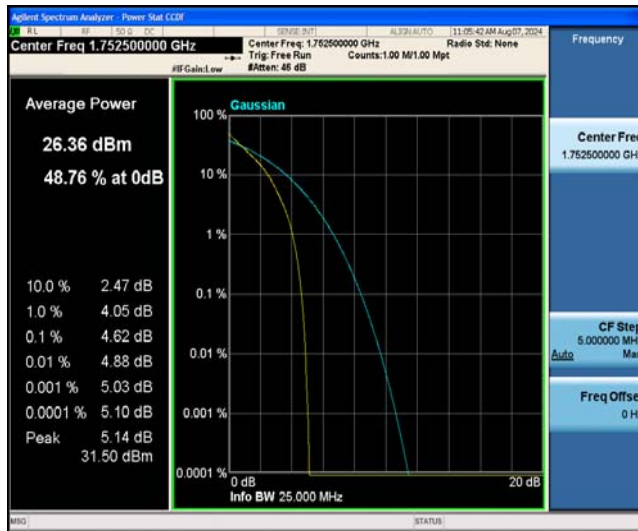 Agilent Spectrum Analyzer - Power Stat CCDF
RL RF 50 Ω DC SENSE:INT ALIGN AUTO 11:05:42 AM Aug 07, 2024
Center Freq 1.752500000 GHz
Center Freq: 1.752500000 GHz Radio Std: None
Trig: Free Run Counts:1.00 M/1.00 Mpt
#IFGain:Low #Atten: 46 dB
Frequency
Average Power
26.36 dBm
48.76 % at 0dB
10.0 % 2.47 dB
1.0 % 4.05 dB
0.1 % 4.62 dB
0.01 % 4.88 dB
0.001 % 5.03 dB
0.0001 % 5.10 dB
Peak 5.14 dB
31.50 dBm
Gaussian
100 %
10 %
1 %
0.1 %
0.01 %
0.001 %
0.0001 %
0 dB 20 dB
Info BW 25.000 MHz
Center Fre
1.752500000 GH
CF Step
5.000000 MH
Auto Ma
Freq Offse
0 H
MSG STATUS